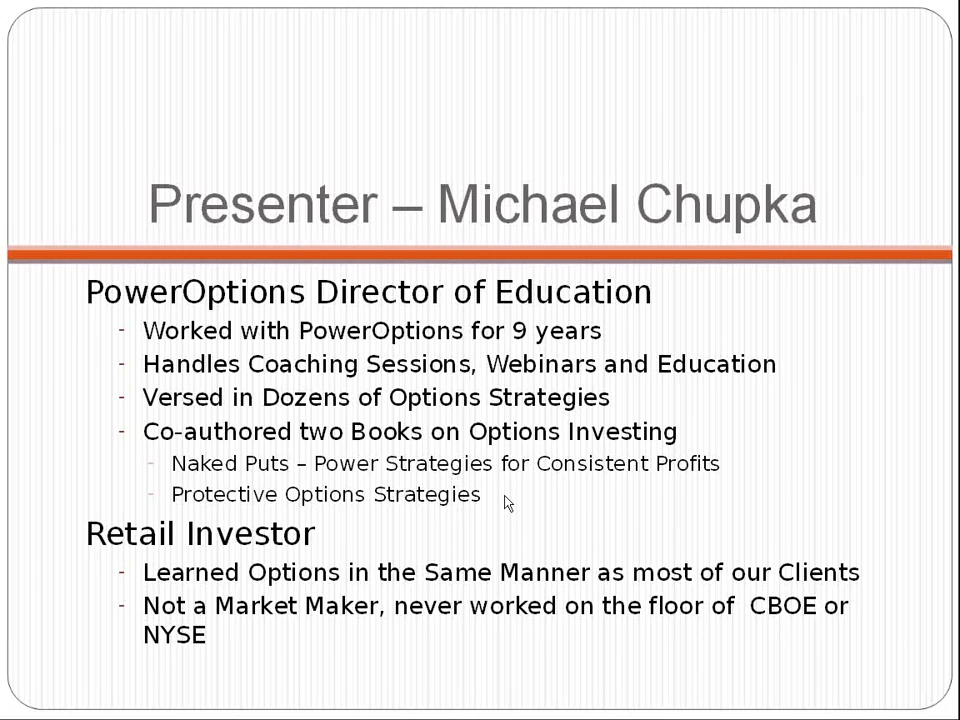 Presenter – Michael Chupka
PowerOptions Director of Education
- Worked with PowerOptions for 9 years
- Handles Coaching Sessions, Webinars and Education
- Versed in Dozens of Options Strategies
- Co-authored two Books on Options Investing
- Naked Puts – Power Strategies for Consistent Profits
- Protective Options Strategies
Retail Investor
- Learned Options in the Same Manner as most of our Clients
- Not a Market Maker, never worked on the floor of  CBOE or
NYSE